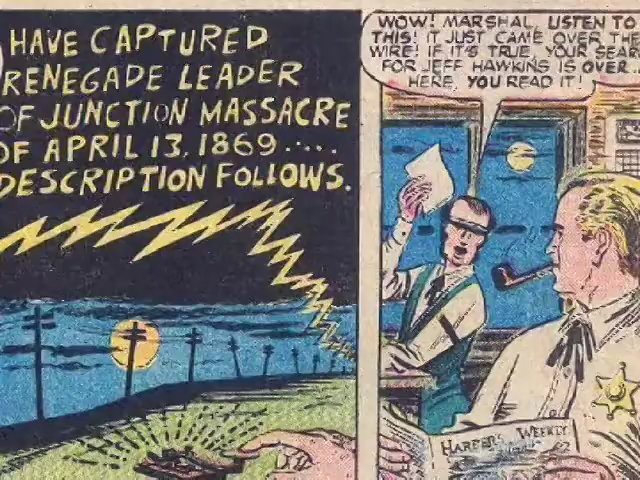 HAVE CAPTURED
RENEGADE LEADER
OF JUNCTION MASSACRE
OF APRIL 13, 1869.....
DESCRIPTION FOLLOWS.
WOW! MARSHAL, LISTEN TO
THIS! IT JUST CAME OVER THE
WIRE! IF IT'S TRUE, YOUR SEAR
FOR JEFF HAWKINS IS OVER...
HERE, YOU READ IT!
HARPERS WEEKLY